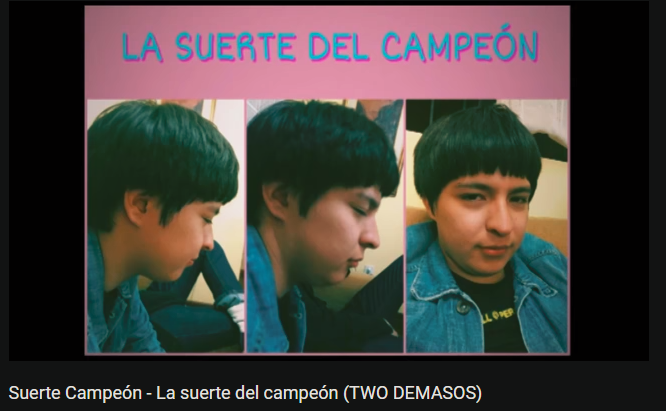 LA SUERTE DEL CAMPEÓN
Suerte Campeón - La suerte del campeón (TWO DEMASOS)